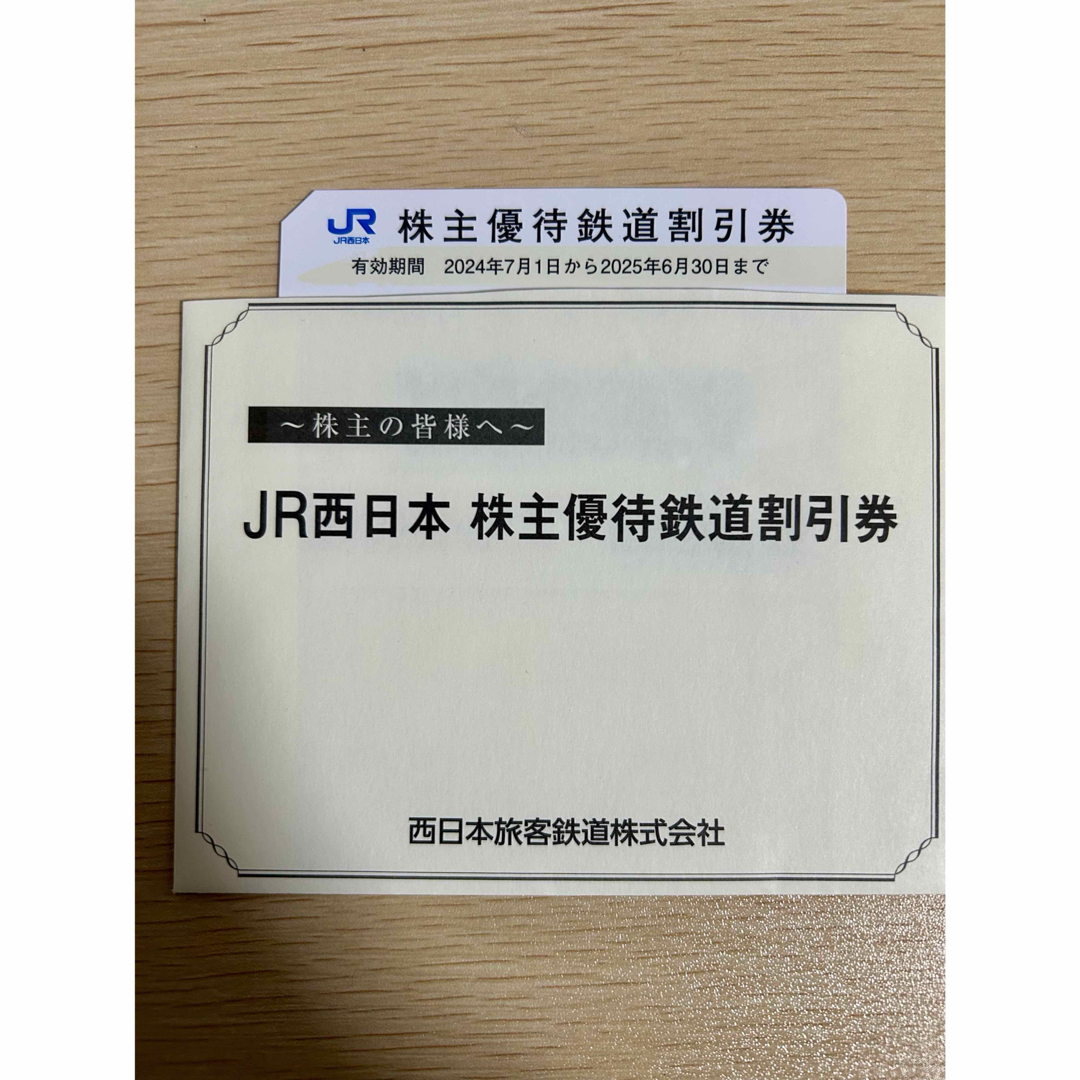 JR 株主優待鉄道割引券
JR西日本
有効期間 2024年7月1日から2025年6月30日まで
～株主の皆様へ～
JR西日本 株主優待鉄道割引券
西日本旅客鉄道株式会社